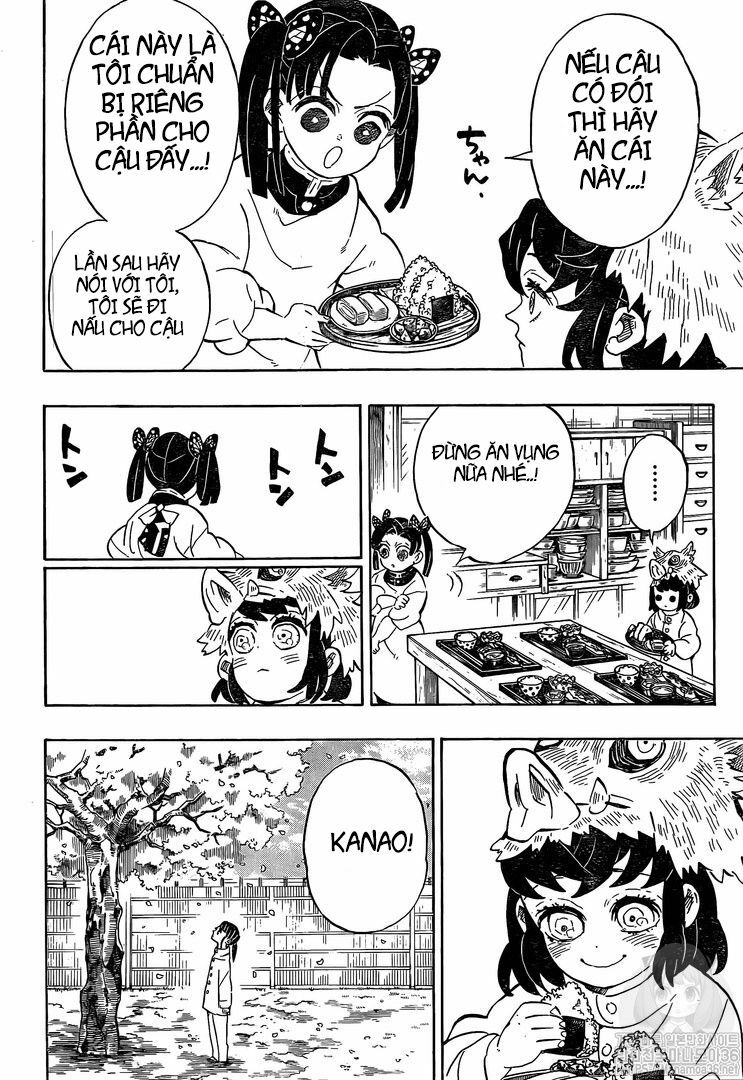 NẾU CẬU
CÓ ĐÓI
THÌ HÃY
ĂN CÁI
NÀY...!
ちゃん。
CÁI NÀY LÀ
TÔI CHUẨN
BỊ RIÊNG
PHẦN CHO
CẬU ĐẤY...!
LẦN SAU HÃY
NÓI VỚI TÔI,
TÔI SẼ ĐI
NẤU CHO CẬU
......
ĐỪNG ĂN VỤNG
NỮA NHÉ..!
トン
トン
KANAO!